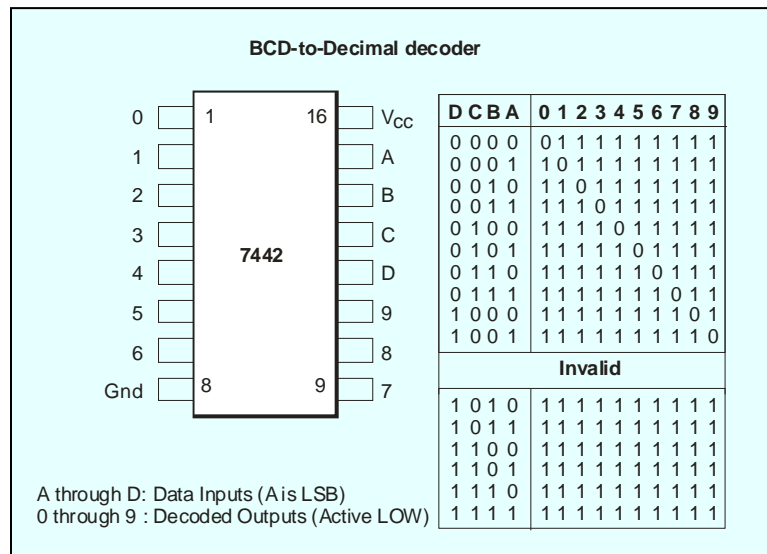 BCD-to-Decimal decoder
0 1 16 VCC
1 A
2 B
3 C
7442
4 D
5 9
6 8
Gnd 8 9 7
D C B A 0 1 2 3 4 5 6 7 8 9
0 0 0 0 0 1 1 1 1 1 1 1 1 1
0 0 0 1 1 0 1 1 1 1 1 1 1 1
0 0 1 0 1 1 0 1 1 1 1 1 1 1
0 0 1 1 1 1 1 0 1 1 1 1 1 1
0 1 0 0 1 1 1 1 0 1 1 1 1 1
0 1 0 1 1 1 1 1 1 0 1 1 1 1
0 1 1 0 1 1 1 1 1 1 0 1 1 1
0 1 1 1 1 1 1 1 1 1 1 0 1 1
1 0 0 0 1 1 1 1 1 1 1 1 0 1
1 0 0 1 1 1 1 1 1 1 1 1 1 0
Invalid
1 0 1 0 1 1 1 1 1 1 1 1 1 1
1 0 1 1 1 1 1 1 1 1 1 1 1 1
1 1 0 0 1 1 1 1 1 1 1 1 1 1
1 1 0 1 1 1 1 1 1 1 1 1 1 1
1 1 1 0 1 1 1 1 1 1 1 1 1 1
1 1 1 1 1 1 1 1 1 1 1 1 1 1
A through D: Data Inputs (A is LSB)
0 through 9 : Decoded Outputs (Active LOW)